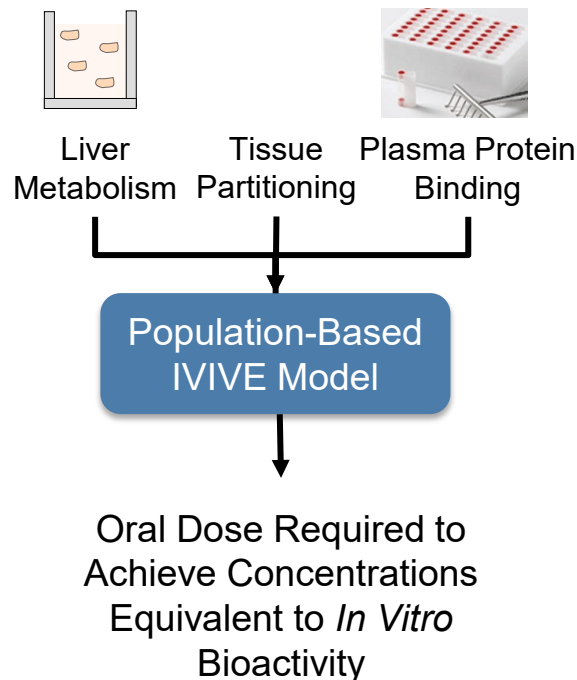 Liver
Metabolism
Tissue
Partitioning
Plasma Protein
Binding
Population-Based
IVIVE Model
Oral Dose Required to
Achieve Concentrations
Equivalent to In Vitro
Bioactivity